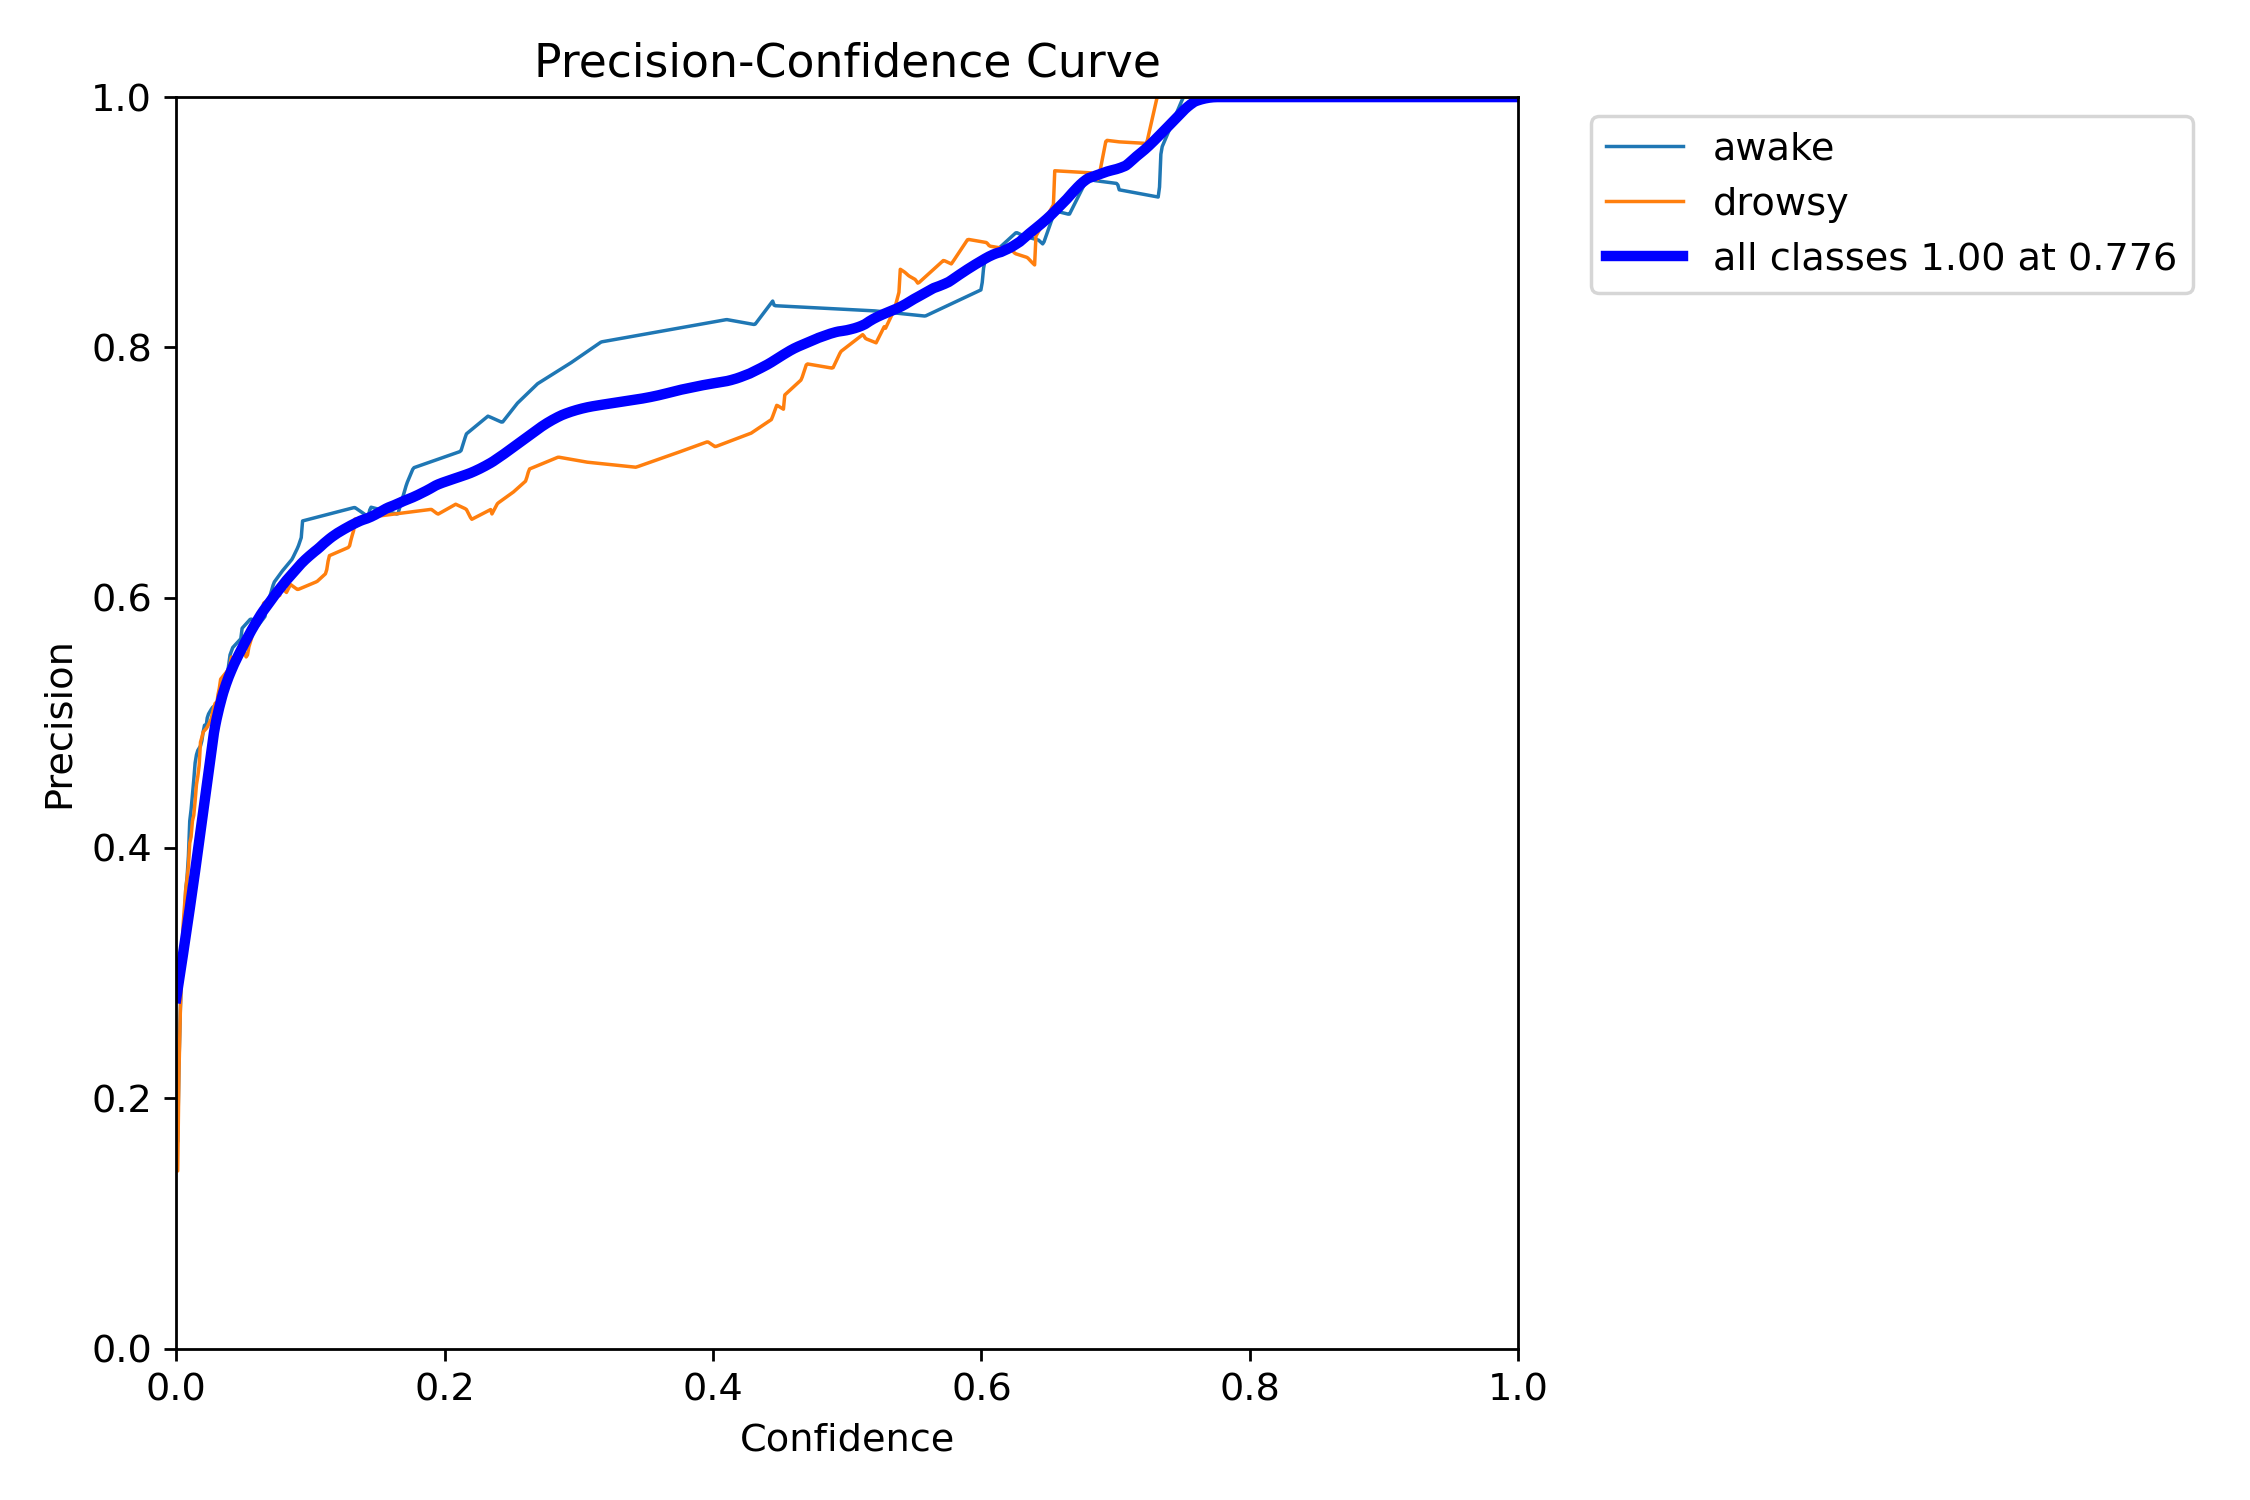 Precision-Confidence Curve
1.0
0.8
0.6
0.4
0.2
0.0
Precision
0.0 0.2 0.4 0.6 0.8 1.0
Confidence
awake
drowsy
all classes 1.00 at 0.776